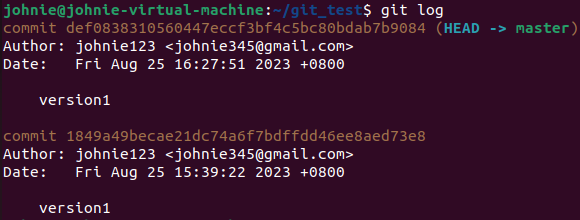 johnie@johnie-virtual-machine:~/git_test$ git log
commit def0838310560447eccf3bf4c5bc80bdab7b9084 (HEAD -> master)
Author: johnie123 <johnie345@gmail.com>
Date:   Fri Aug 25 16:27:51 2023 +0800
version1
commit 1849a49becae21dc74a6f7bdffdd46ee8aed73e8
Author: johnie123 <johnie345@gmail.com>
Date:   Fri Aug 25 15:39:22 2023 +0800
version1